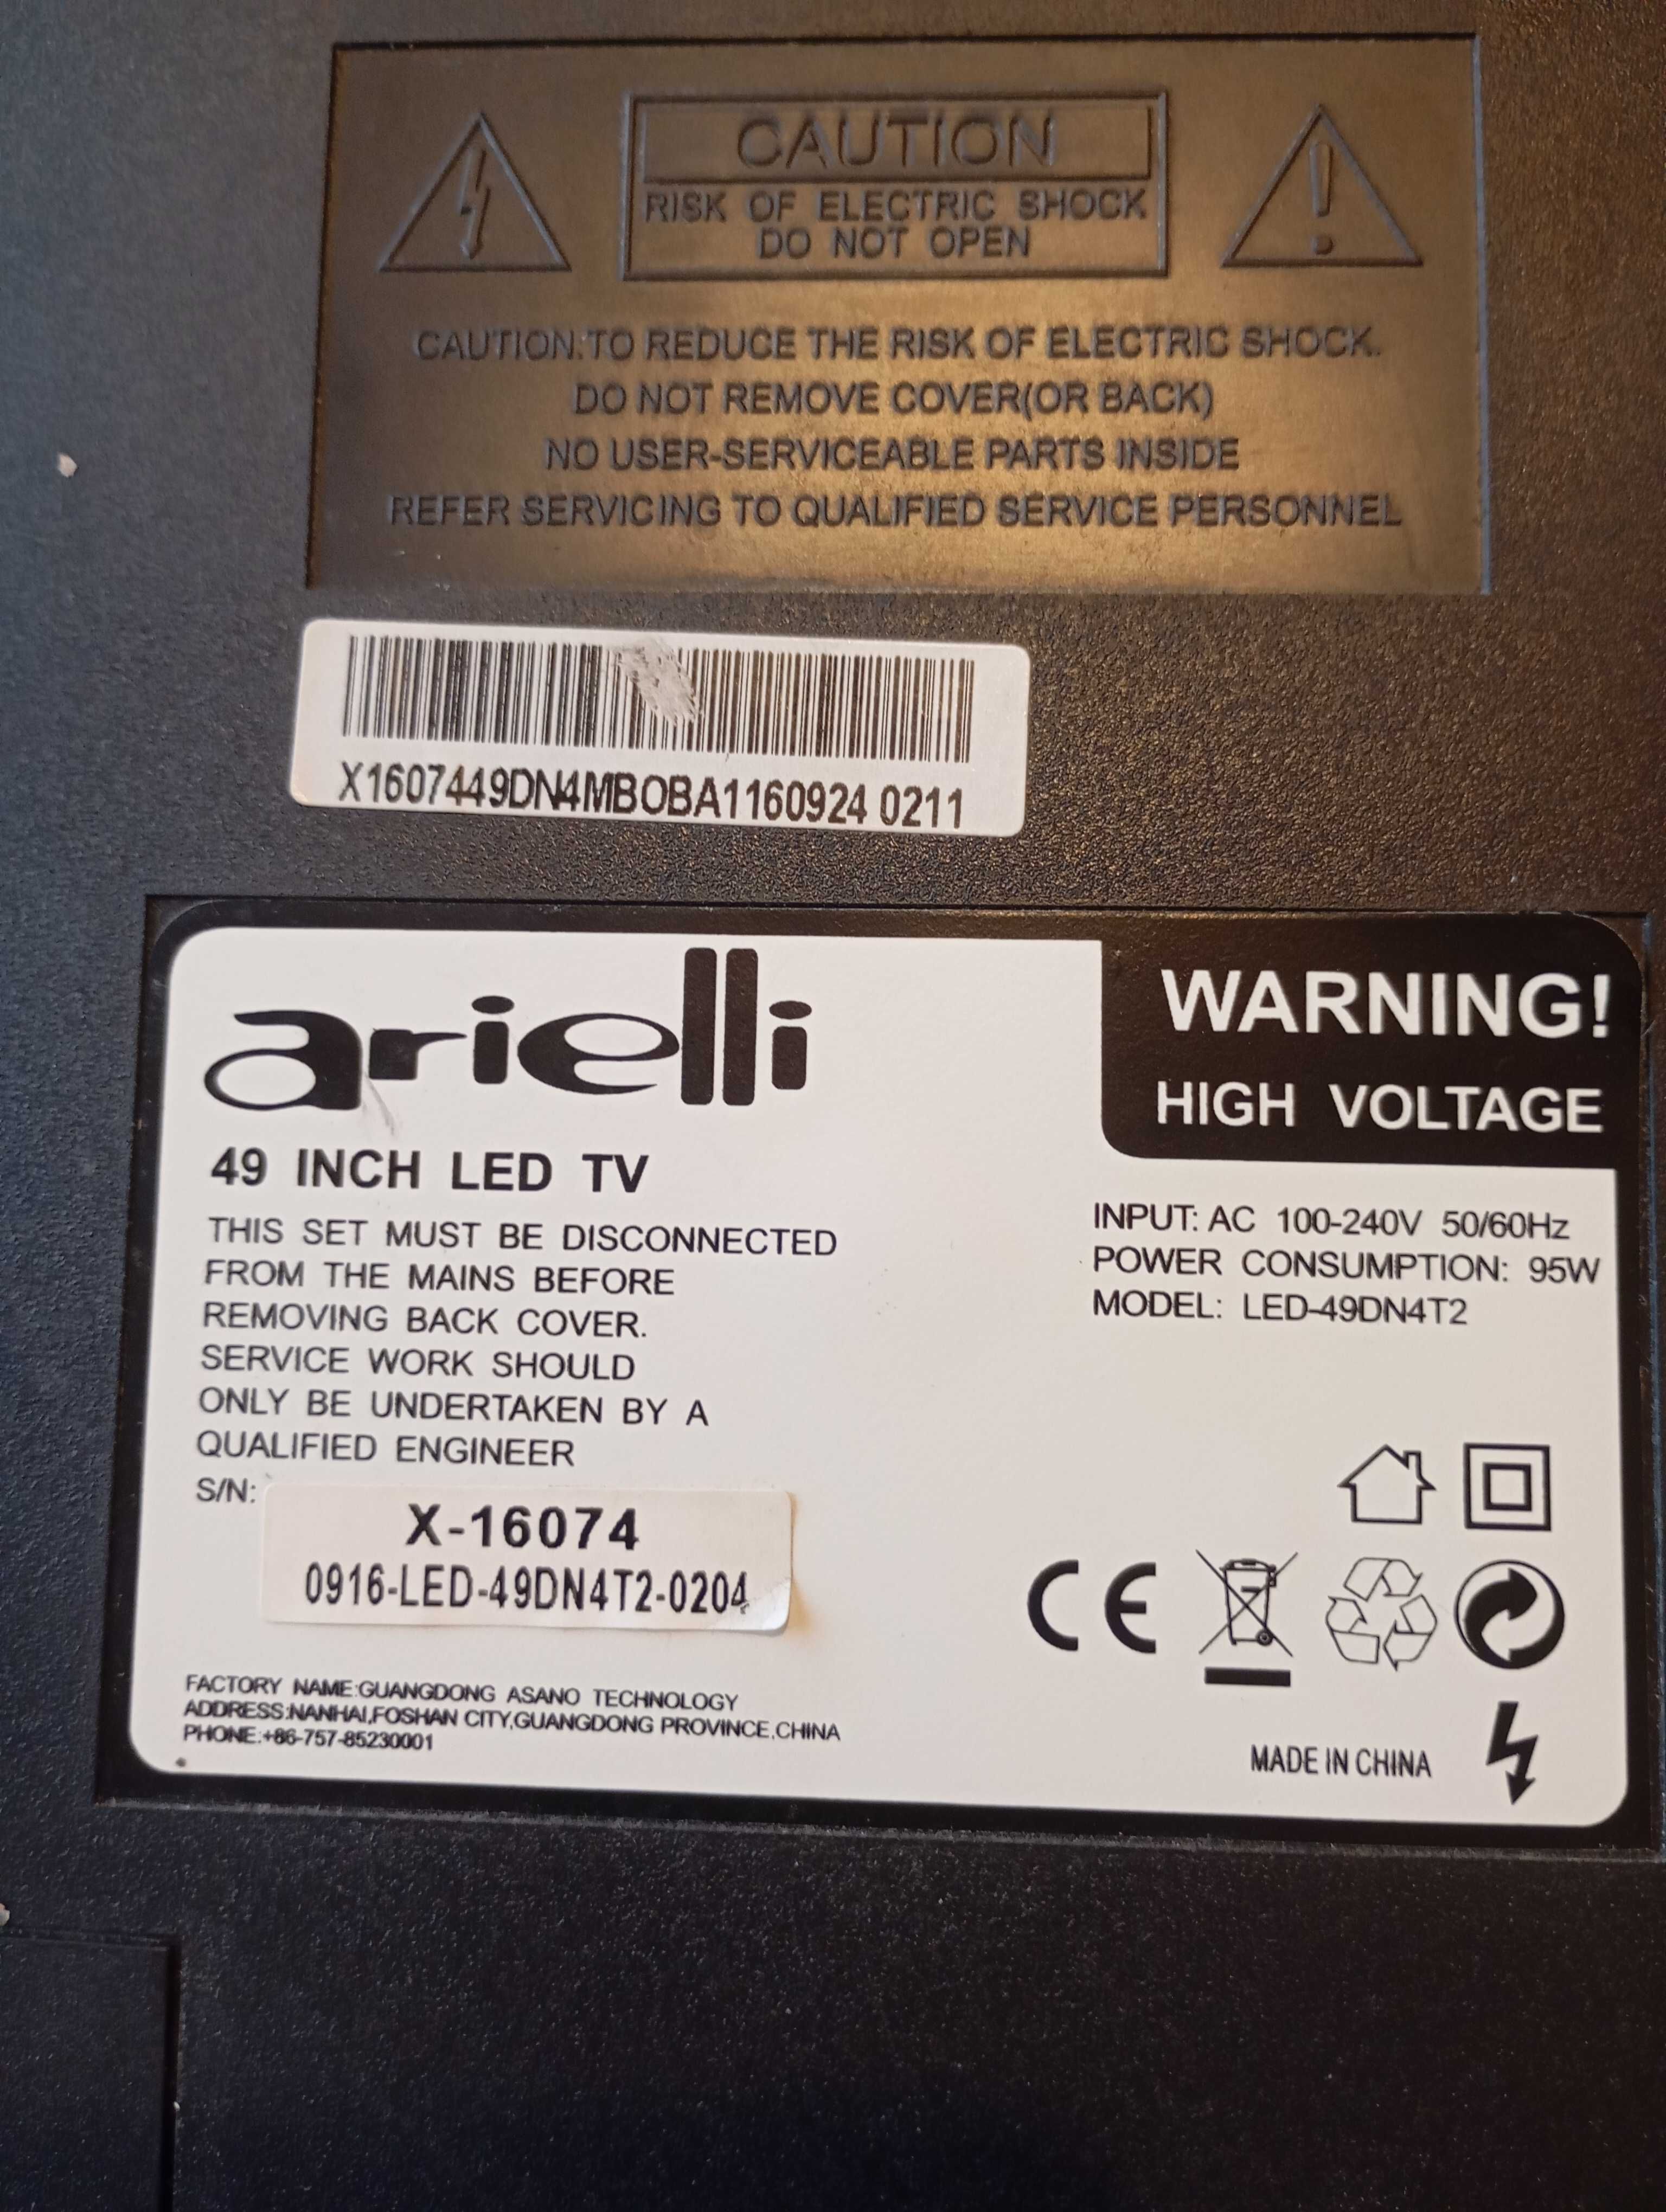 CAUTION
RISK OF ELECTRIC SHOCK
DO NOT OPEN
CAUTION:TO REDUCE THE RISK OF ELECTRIC SHOCK.
DO NOT REMOVE COVER(OR BACK)
NO USER-SERVICEABLE PARTS INSIDE
REFER SERVICING TO QUALIFIED SERVICE PERSONNEL
X1607449DN4MBOBA1160924 0211
arielli
WARNING!
HIGH VOLTAGE
49 INCH LED TV
THIS SET MUST BE DISCONNECTED
FROM THE MAINS BEFORE
REMOVING BACK COVER.
SERVICE WORK SHOULD
ONLY BE UNDERTAKEN BY A
QUALIFIED ENGINEER
INPUT: AC 100-240V 50/60Hz
POWER CONSUMPTION: 95W
MODEL: LED-49DN4T2
S/N:
X-16074
0916-LED-49DN4T2-0204
CE
FACTORY NAME:GUANGDONG ASANO TECHNOLOGY
ADDRESS:NANHAI,FOSHAN CITY,GUANGDONG PROVINCE,CHINA
PHONE:+86-757-85230001
MADE IN CHINA